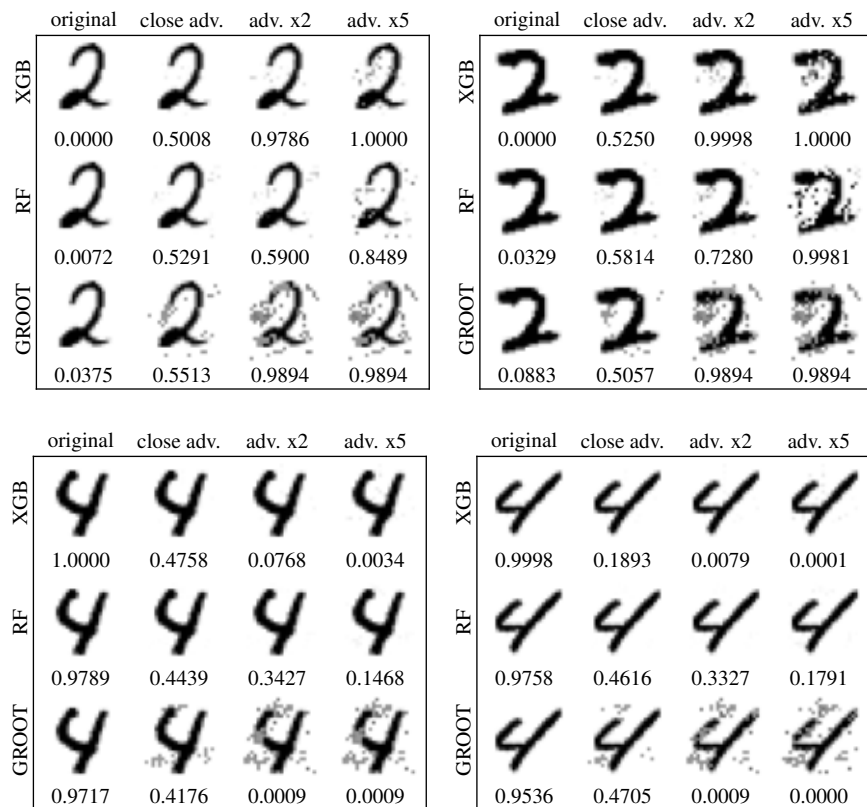 original close adv. adv. x2 adv. x5
XGB
0.0000 0.5008 0.9786 1.0000
RF
0.0072 0.5291 0.5900 0.8489
GROOT
0.0375 0.5513 0.9894 0.9894
original close adv. adv. x2 adv. x5
XGB
0.0000 0.5250 0.9998 1.0000
RF
0.0329 0.5814 0.7280 0.9981
GROOT
0.0883 0.5057 0.9894 0.9894
original close adv. adv. x2 adv. x5
XGB
1.0000 0.4758 0.0768 0.0034
RF
0.9789 0.4439 0.3427 0.1468
GROOT
0.9717 0.4176 0.0009 0.0009
original close adv. adv. x2 adv. x5
XGB
0.9998 0.1893 0.0079 0.0001
RF
0.9758 0.4616 0.3327 0.1791
GROOT
0.9536 0.4705 0.0009 0.0000